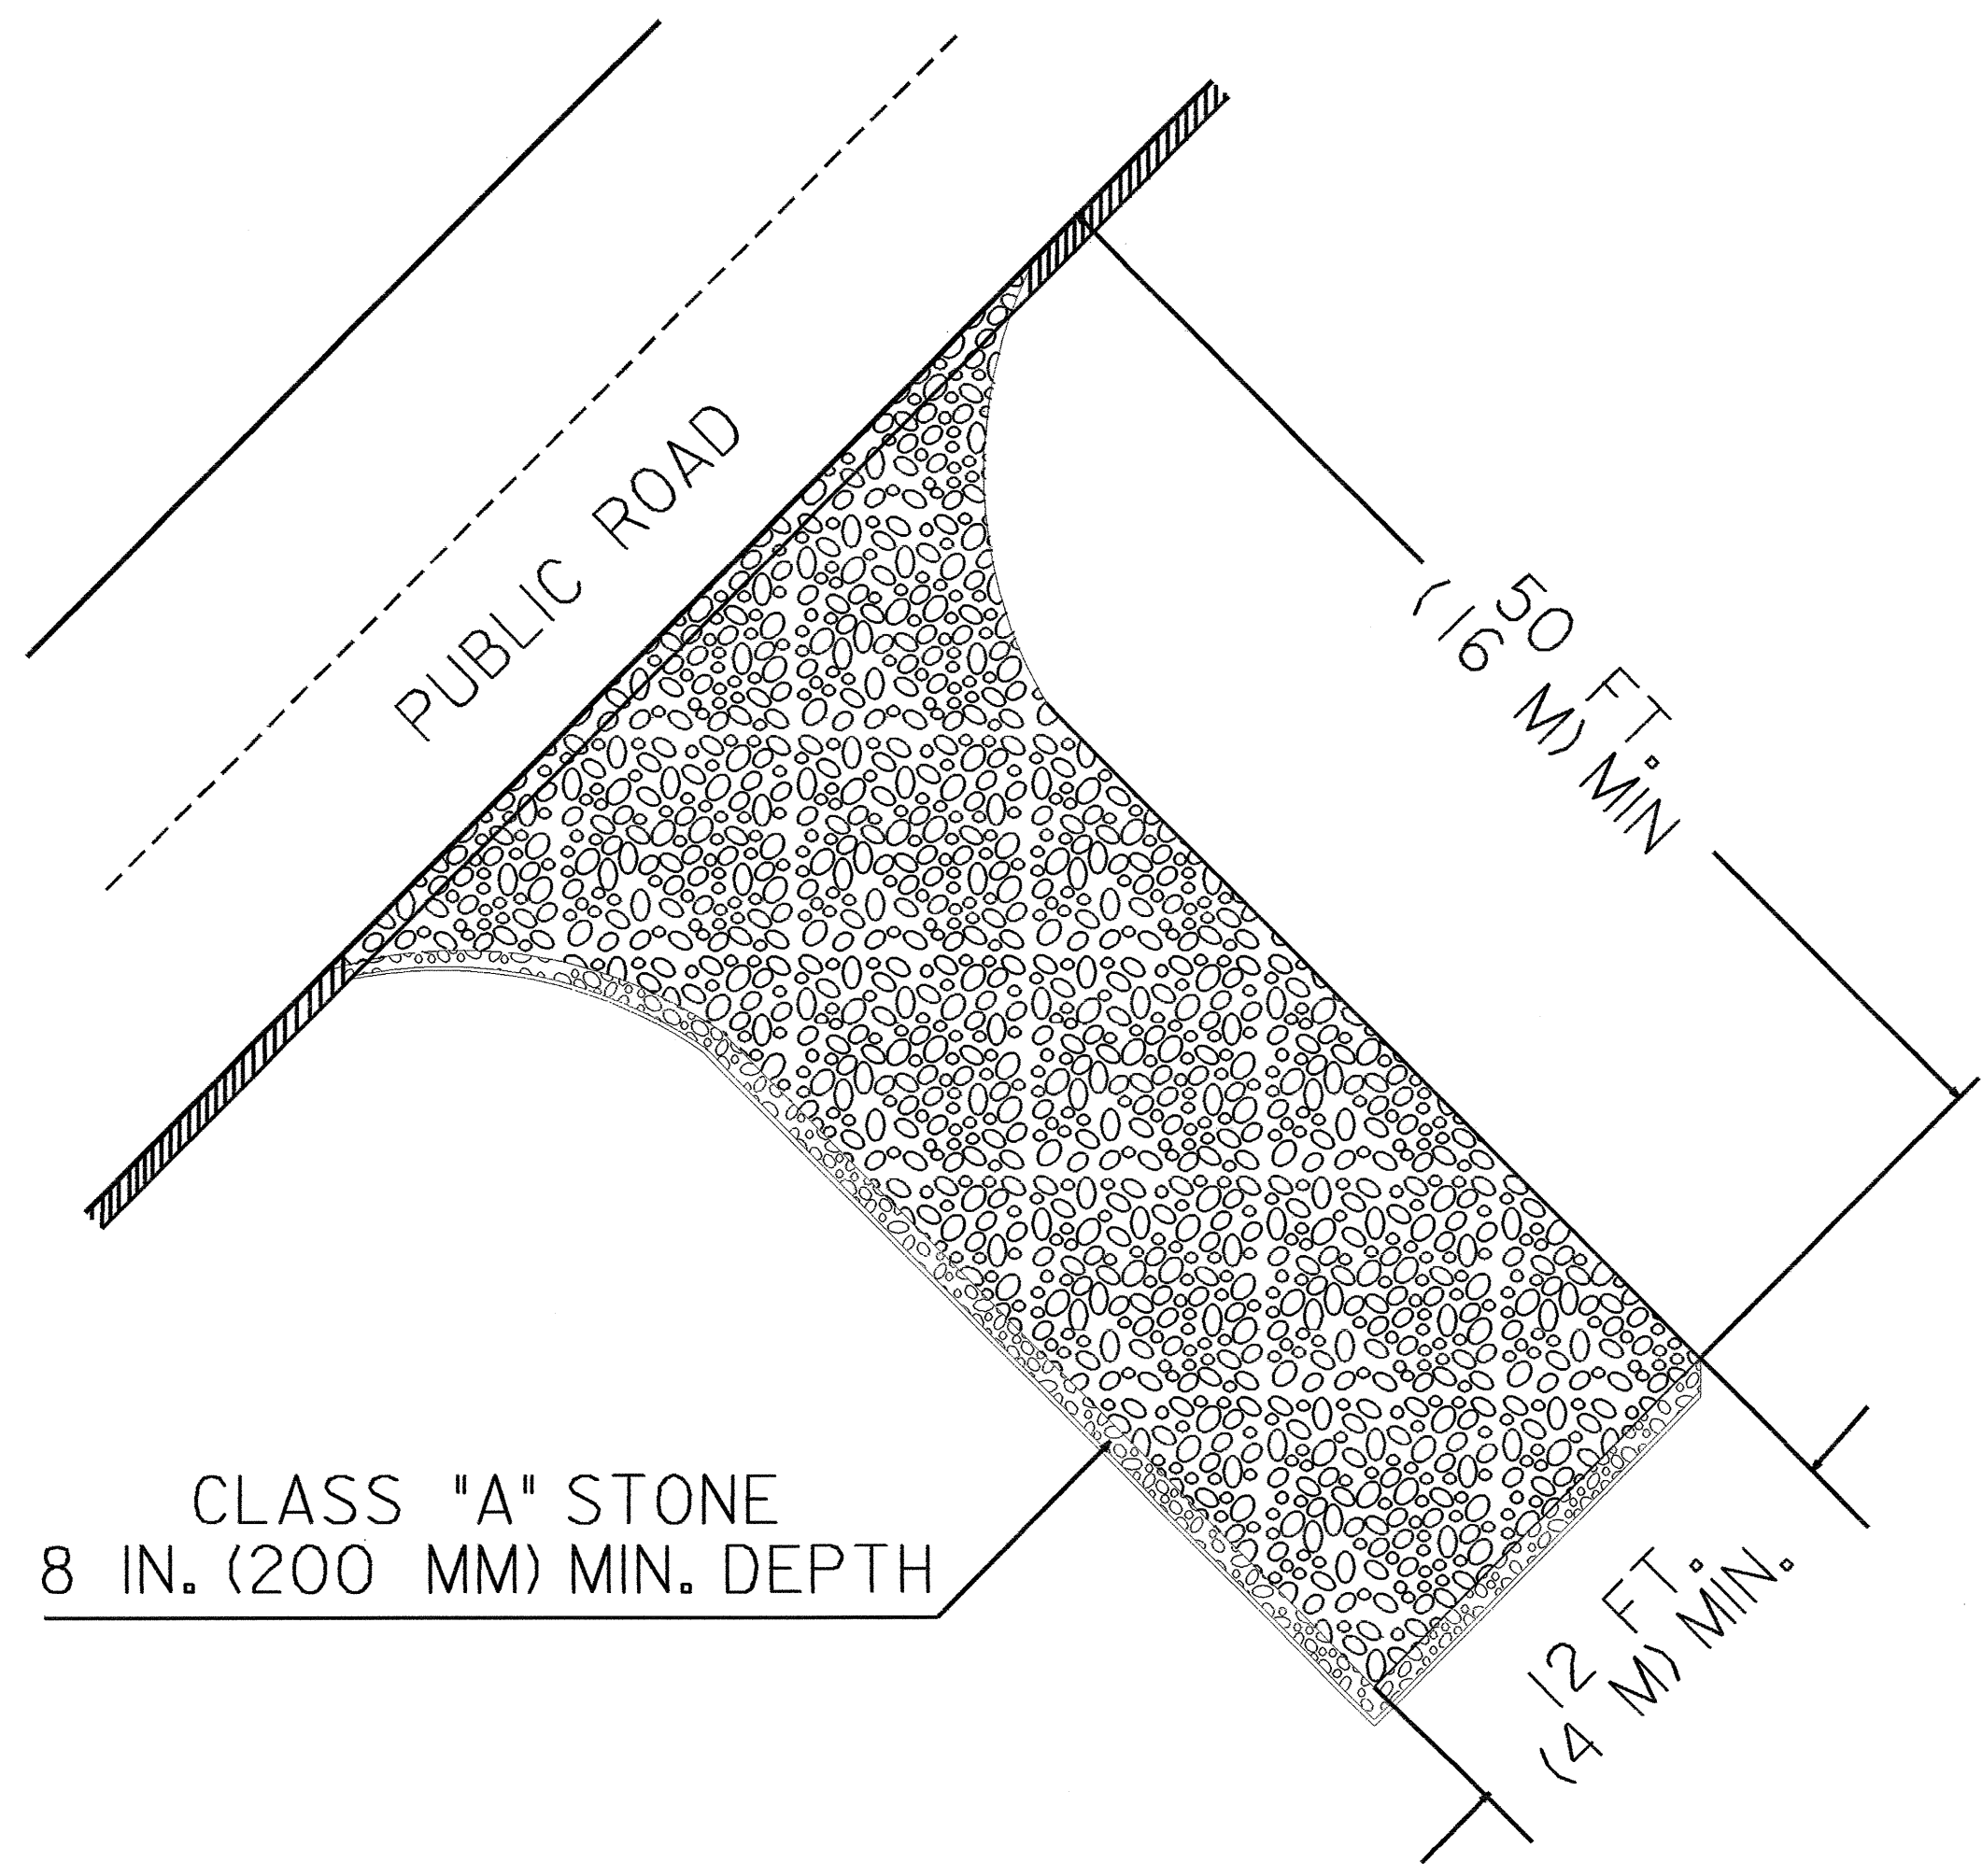 PUBLIC ROAD
50 FT.
(16 M) MIN
CLASS "A" STONE
8 IN. (200 MM) MIN. DEPTH
12 FT.
(4 M) MIN.